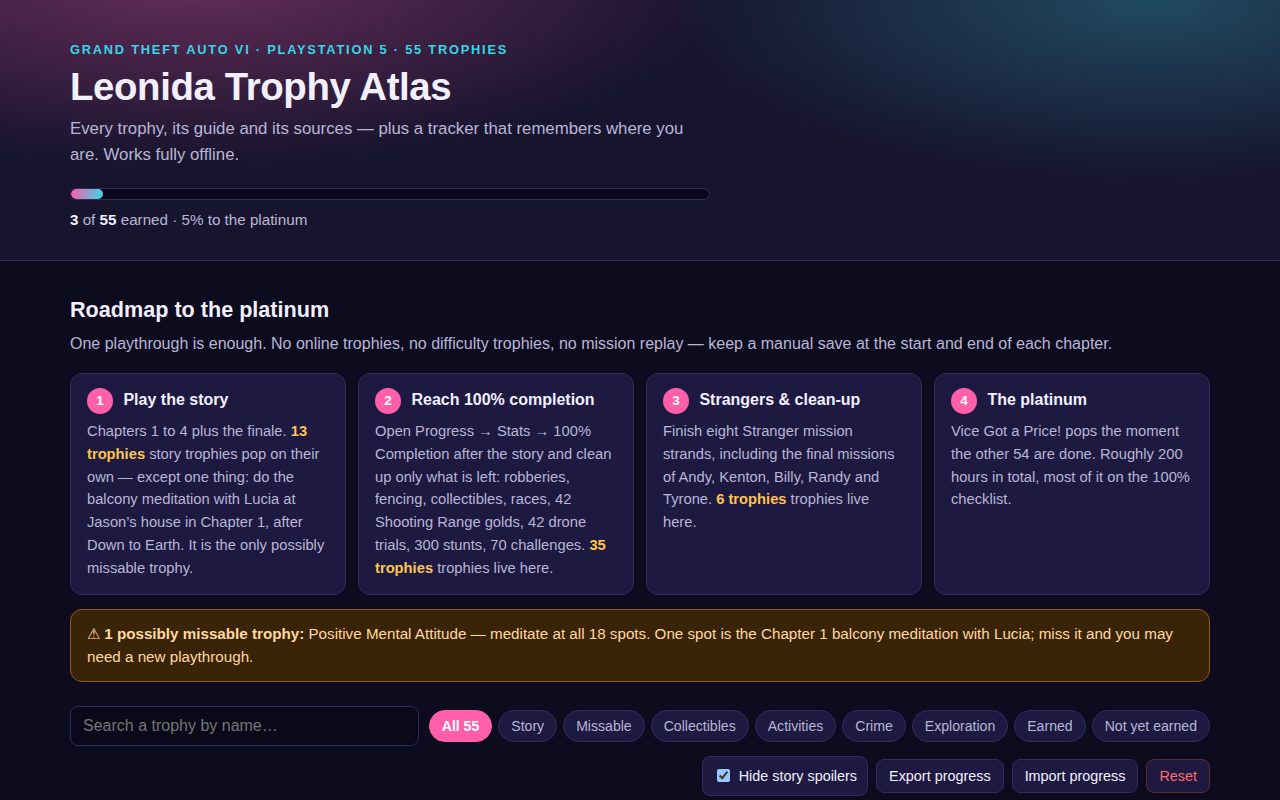 GRAND THEFT AUTO VI · PLAYSTATION 5 · 55 TROPHIES
Leonida Trophy Atlas
Every trophy, its guide and its sources — plus a tracker that remembers where you
are. Works fully offline.
3 of 55 earned · 5% to the platinum
Roadmap to the platinum
One playthrough is enough. No online trophies, no difficulty trophies, no mission replay — keep a manual save at the start and end of each chapter.
1 Play the story
Chapters 1 to 4 plus the finale. 13
trophies story trophies pop on their
own — except one thing: do the
balcony meditation with Lucia at
Jason’s house in Chapter 1, after
Down to Earth. It is the only possibly
missable trophy.
2 Reach 100% completion
Open Progress → Stats → 100%
Completion after the story and clean
up only what is left: robberies,
fencing, collectibles, races, 42
Shooting Range golds, 42 drone
trials, 300 stunts, 70 challenges. 35
trophies trophies live here.
3 Strangers & clean-up
Finish eight Stranger mission
strands, including the final missions
of Andy, Kenton, Billy, Randy and
Tyrone. 6 trophies trophies live
here.
4 The platinum
Vice Got a Price! pops the moment
the other 54 are done. Roughly 200
hours in total, most of it on the 100%
checklist.
⚠ 1 possibly missable trophy: Positive Mental Attitude — meditate at all 18 spots. One spot is the Chapter 1 balcony meditation with Lucia; miss it and you may
need a new playthrough.
Search a trophy by name… All 55 Story Missable Collectibles Activities Crime Exploration Earned Not yet earned
Hide story spoilers Export progress Import progress Reset